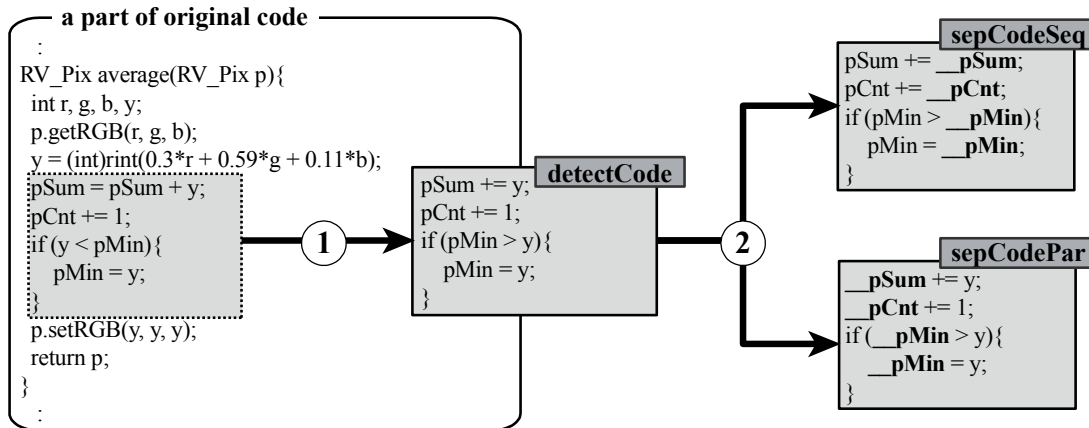 a part of original code
:
RV_Pix average(RV_Pix p){
int r, g, b, y;
p.getRGB(r, g, b);
y = (int)rint(0.3*r + 0.59*g + 0.11*b);
pSum = pSum + y;
pCnt += 1;
if (y < pMin){
pMin = y;
}
p.setRGB(y, y, y);
return p;
}
:
1
detectCode
pSum += y;
pCnt += 1;
if (pMin > y){
pMin = y;
}
2
sepCodeSeq
pSum += __pSum;
pCnt += __pCnt;
if (pMin > __pMin){
pMin = __pMin;
}
sepCodePar
__pSum += y;
__pCnt += 1;
if (__pMin > y){
__pMin = y;
}